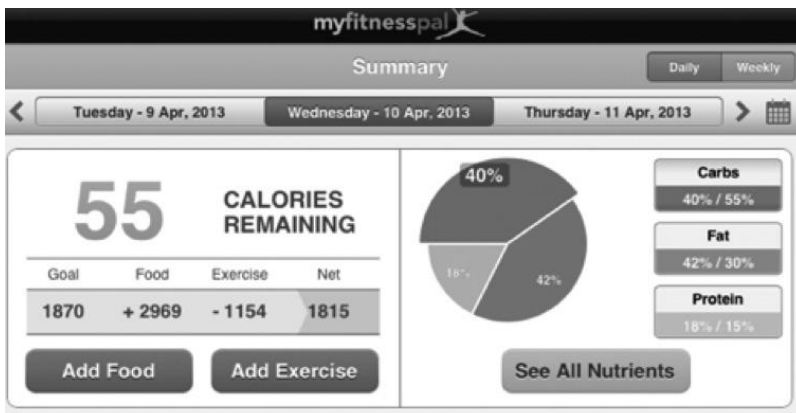 myfitnesspal
Summary
Daily Weekly
Tuesday - 9 Apr, 2013 Wednesday - 10 Apr, 2013 Thursday - 11 Apr, 2013
55 CALORIES REMAINING
Goal Food Exercise Net
1870 + 2969 - 1154 1815
Add Food Add Exercise
40%
18%
42%
Carbs
40% / 55%
Fat
42% / 30%
Protein
18% / 15%
See All Nutrients